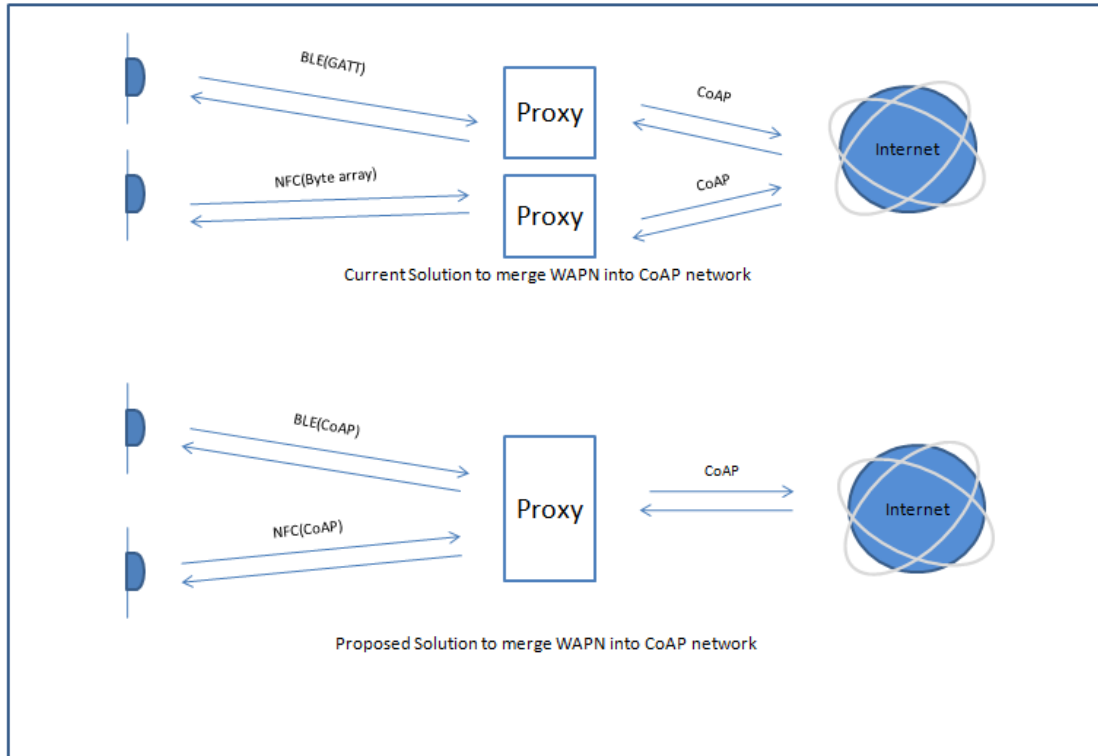 BLE(GATT)
Proxy
CoAP
Internet
NFC(Byte array)
Proxy
CoAP
Current Solution to merge WAPN into CoAP network
BLE(CoAP)
Proxy
CoAP
Internet
NFC(CoAP)
Proposed Solution to merge WAPN into CoAP network